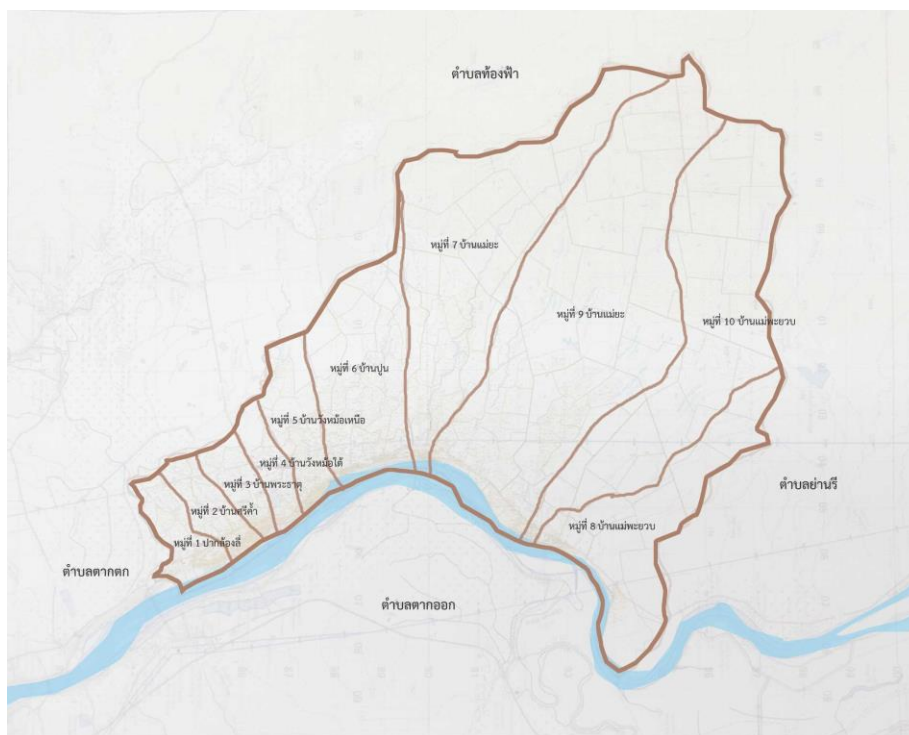 ตำบลท้องฟ้า
หมู่ที่ 7 บ้านแม่ยะ
หมู่ที่ 9 บ้านแม่ยะ
หมู่ที่ 10 บ้านแม่พะยวบ
หมู่ที่ 6 บ้านปูน
หมู่ที่ 5 บ้านวังหม้อเหนือ
หมู่ที่ 4 บ้านวังหม้อใต้
หมู่ที่ 3 บ้านพระธาตุ
ตำบลย่านรี
หมู่ที่ 2 บ้านศรีค้ำ
หมู่ที่ 8 บ้านแม่พะยวบ
หมู่ที่ 1 ปากล้องลี่
ตำบลตากตก
ตำบลตากออก